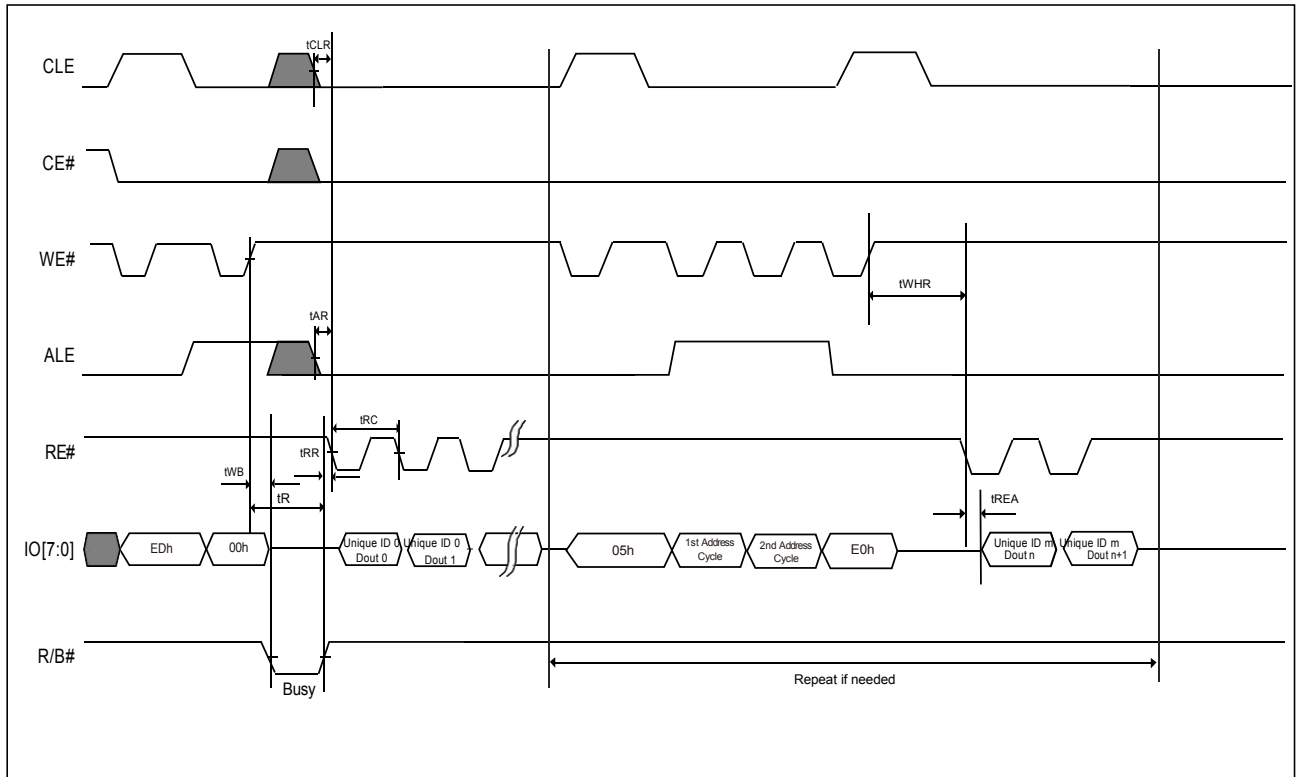 tCLR
CLE
CE#
WE#
tWHR
tAR
ALE
tRC
RE#
tRR
tWB
tR
tREA
IO[7:0]
EDh
00h
Unique ID 0
Dout 0
Unique ID 0
Dout 1
05h
1st Address
Cycle
2nd Address
Cycle
E0h
Unique ID m
Dout n
Unique ID m
Dout n+1
R/B#
Busy
Repeat if needed